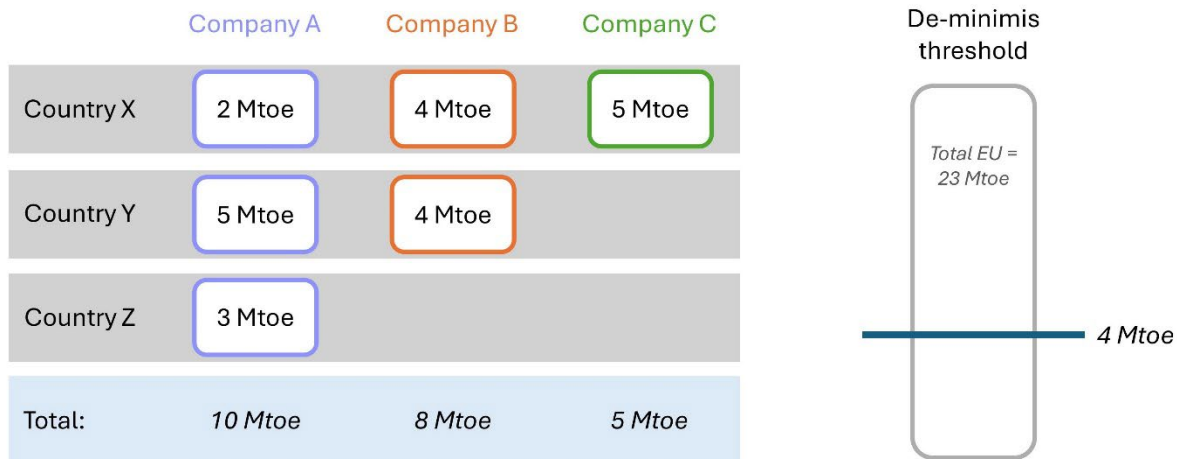 Company A Company B Company C
Country X 2 Mtoe 4 Mtoe 5 Mtoe
Country Y 5 Mtoe 4 Mtoe
Country Z 3 Mtoe
Total: 10 Mtoe 8 Mtoe 5 Mtoe
De-minimis
threshold
Total EU =
23 Mtoe
4 Mtoe